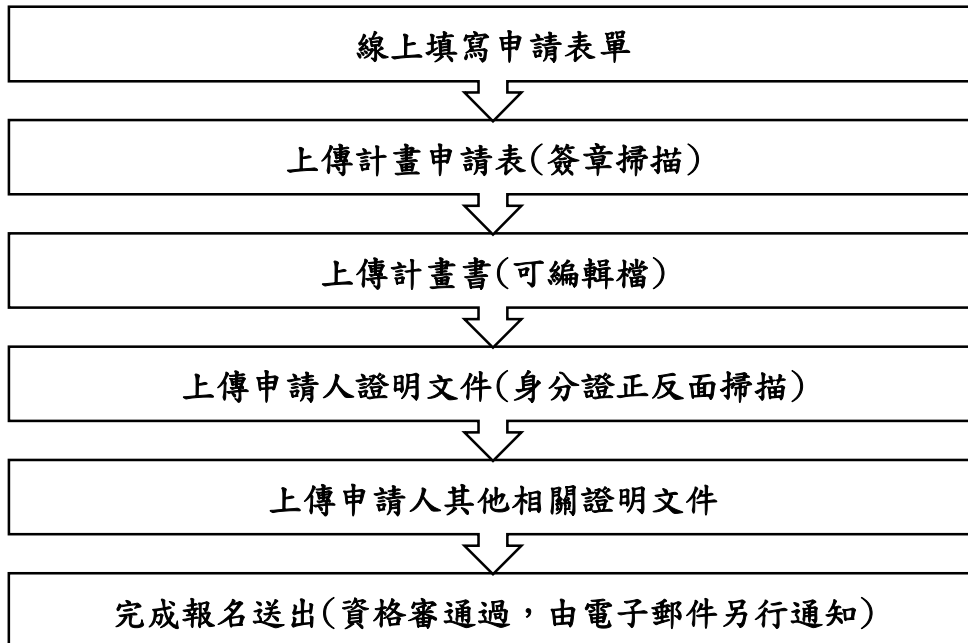 線上填寫申請表單
上傳計畫申請表(簽章掃描)
上傳計畫書(可編輯檔)
上傳申請人證明文件(身分證正反面掃描)
上傳申請人其他相關證明文件
完成報名送出(資格審通過，由電子郵件另行通知)